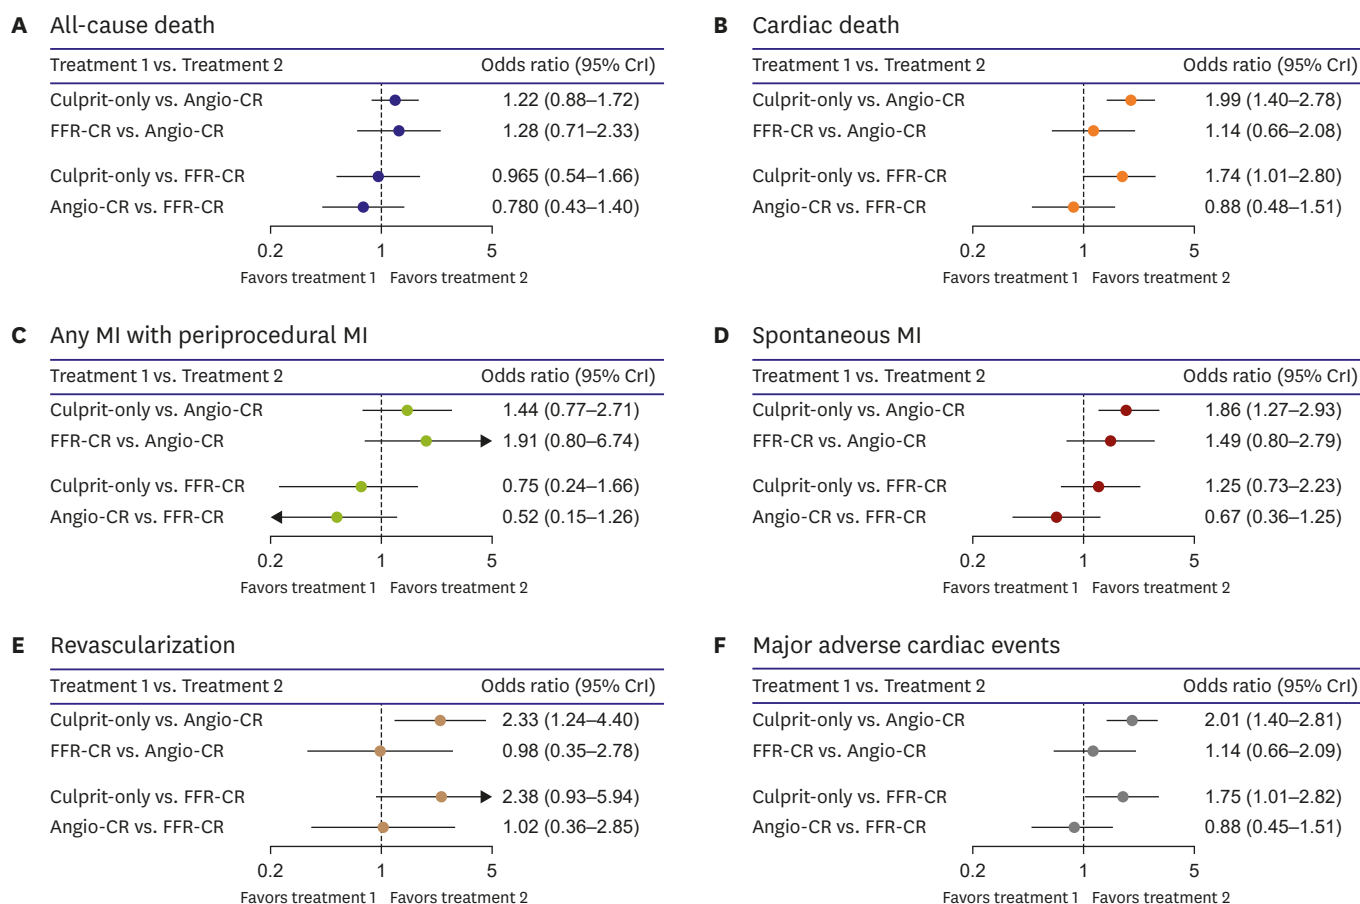 A All-cause death
Treatment 1 vs. Treatment 2 Odds ratio (95% CrI)
Culprit-only vs. Angio-CR 1.22 (0.88–1.72)
FFR-CR vs. Angio-CR 1.28 (0.71–2.33)
Culprit-only vs. FFR-CR 0.965 (0.54–1.66)
Angio-CR vs. FFR-CR 0.780 (0.43–1.40)
0.2 1 5
Favors treatment 1 Favors treatment 2
B Cardiac death
Treatment 1 vs. Treatment 2 Odds ratio (95% CrI)
Culprit-only vs. Angio-CR 1.99 (1.40–2.78)
FFR-CR vs. Angio-CR 1.14 (0.66–2.08)
Culprit-only vs. FFR-CR 1.74 (1.01–2.80)
Angio-CR vs. FFR-CR 0.88 (0.48–1.51)
0.2 1 5
Favors treatment 1 Favors treatment 2
C Any MI with periprocedural MI
Treatment 1 vs. Treatment 2 Odds ratio (95% CrI)
Culprit-only vs. Angio-CR 1.44 (0.77–2.71)
FFR-CR vs. Angio-CR 1.91 (0.80–6.74)
Culprit-only vs. FFR-CR 0.75 (0.24–1.66)
Angio-CR vs. FFR-CR 0.52 (0.15–1.26)
0.2 1 5
Favors treatment 1 Favors treatment 2
D Spontaneous MI
Treatment 1 vs. Treatment 2 Odds ratio (95% CrI)
Culprit-only vs. Angio-CR 1.86 (1.27–2.93)
FFR-CR vs. Angio-CR 1.49 (0.80–2.79)
Culprit-only vs. FFR-CR 1.25 (0.73–2.23)
Angio-CR vs. FFR-CR 0.67 (0.36–1.25)
0.2 1 5
Favors treatment 1 Favors treatment 2
E Revascularization
Treatment 1 vs. Treatment 2 Odds ratio (95% CrI)
Culprit-only vs. Angio-CR 2.33 (1.24–4.40)
FFR-CR vs. Angio-CR 0.98 (0.35–2.78)
Culprit-only vs. FFR-CR 2.38 (0.93–5.94)
Angio-CR vs. FFR-CR 1.02 (0.36–2.85)
0.2 1 5
Favors treatment 1 Favors treatment 2
F Major adverse cardiac events
Treatment 1 vs. Treatment 2 Odds ratio (95% CrI)
Culprit-only vs. Angio-CR 2.01 (1.40–2.81)
FFR-CR vs. Angio-CR 1.14 (0.66–2.09)
Culprit-only vs. FFR-CR 1.75 (1.01–2.82)
Angio-CR vs. FFR-CR 0.88 (0.45–1.51)
0.2 1 5
Favors treatment 1 Favors treatment 2